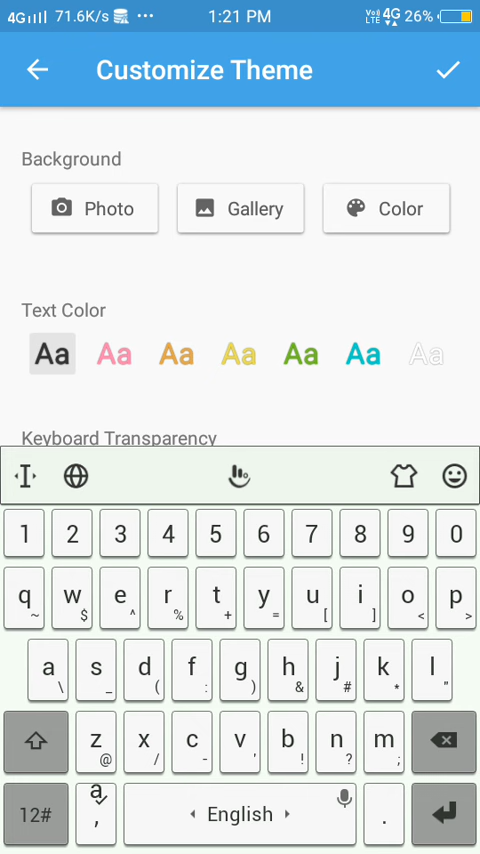 4G 71.6K/s ... 1:21 PM VoLTE 4G 26%
Customize Theme
Background
Photo Gallery Color
Text Color
Aa Aa Aa Aa Aa Aa Aa
Keyboard Transparency
1 2 3 4 5 6 7 8 9 0
q w e r t y u i o p
~ $ ^ % + = [ ] < >
a s d f g h j k l
\ _ ( : ) & # * "
z x c v b n m
@ / - ' ! ? ;
12# a , English .